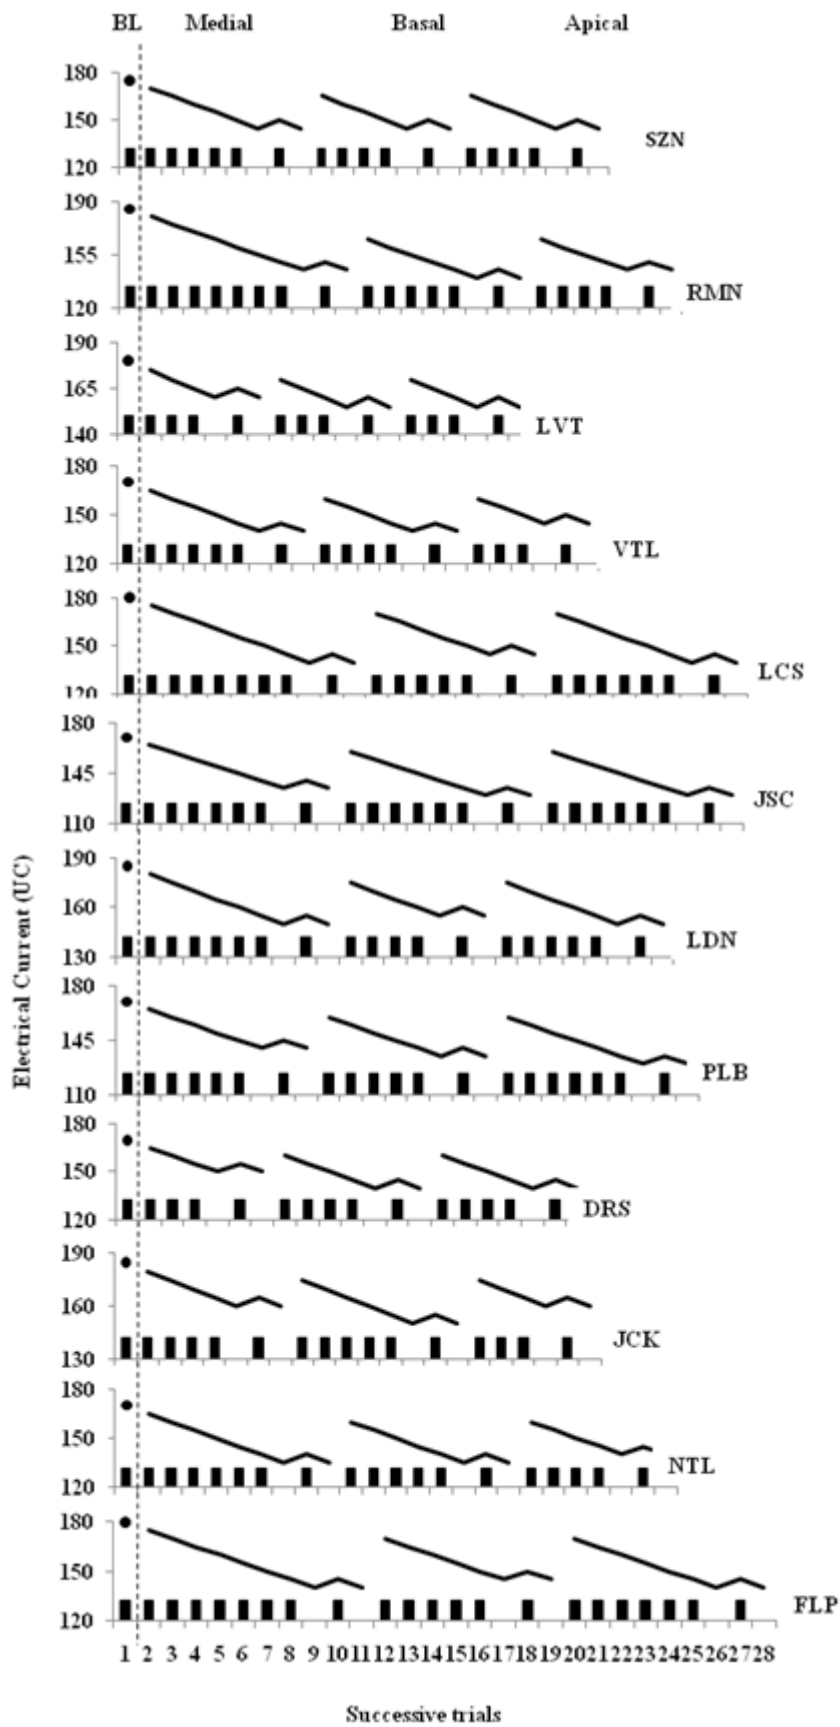 BL Medial Basal Apical
180
150
120
SZN
190
155
120
RMN
190
165
140
LVT
180
150
120
VTL
180
150
120
LCS
180
145
110
JSC
190
160
130
LDN
180
145
110
PLB
180
150
120
DRS
190
160
130
JCK
180
150
120
NTL
180
150
120
FLP
Electrical Current (UC)
1 2 3 4 5 6 7 8 9 10 11 12 13 14 15 16 17 18 19 20 21 22 23 24 25 26 27 28
Successive trials